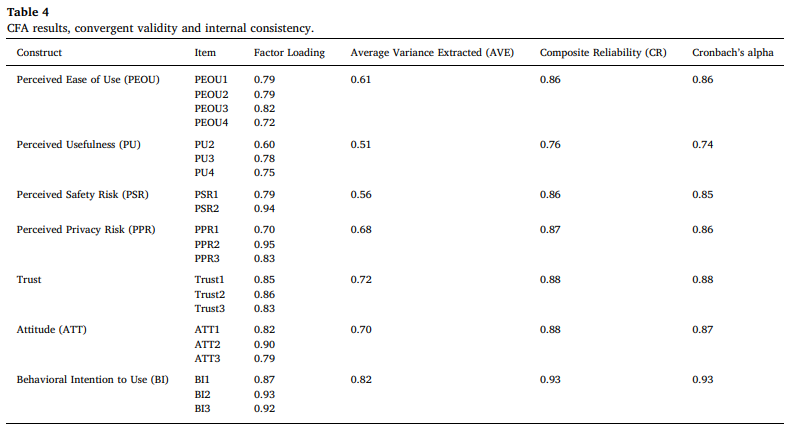 Table 4
CFA results, convergent validity and internal consistency.
Construct Item Factor Loading Average Variance Extracted (AVE) Composite Reliability (CR) Cronbach's alpha
Perceived Ease of Use (PEOU) PEOU1 0.79 0.61 0.86 0.86
PEOU2 0.79
PEOU3 0.82
PEOU4 0.72
Perceived Usefulness (PU) PU2 0.60 0.51 0.76 0.74
PU3 0.78
PU4 0.75
Perceived Safety Risk (PSR) PSR1 0.79 0.56 0.86 0.85
PSR2 0.94
Perceived Privacy Risk (PPR) PPR1 0.70 0.68 0.87 0.86
PPR2 0.95
PPR3 0.83
Trust Trust1 0.85 0.72 0.88 0.88
Trust2 0.86
Trust3 0.83
Attitude (ATT) ATT1 0.82 0.70 0.88 0.87
ATT2 0.90
ATT3 0.79
Behavioral Intention to Use (BI) BI1 0.87 0.82 0.93 0.93
BI2 0.93
BI3 0.92